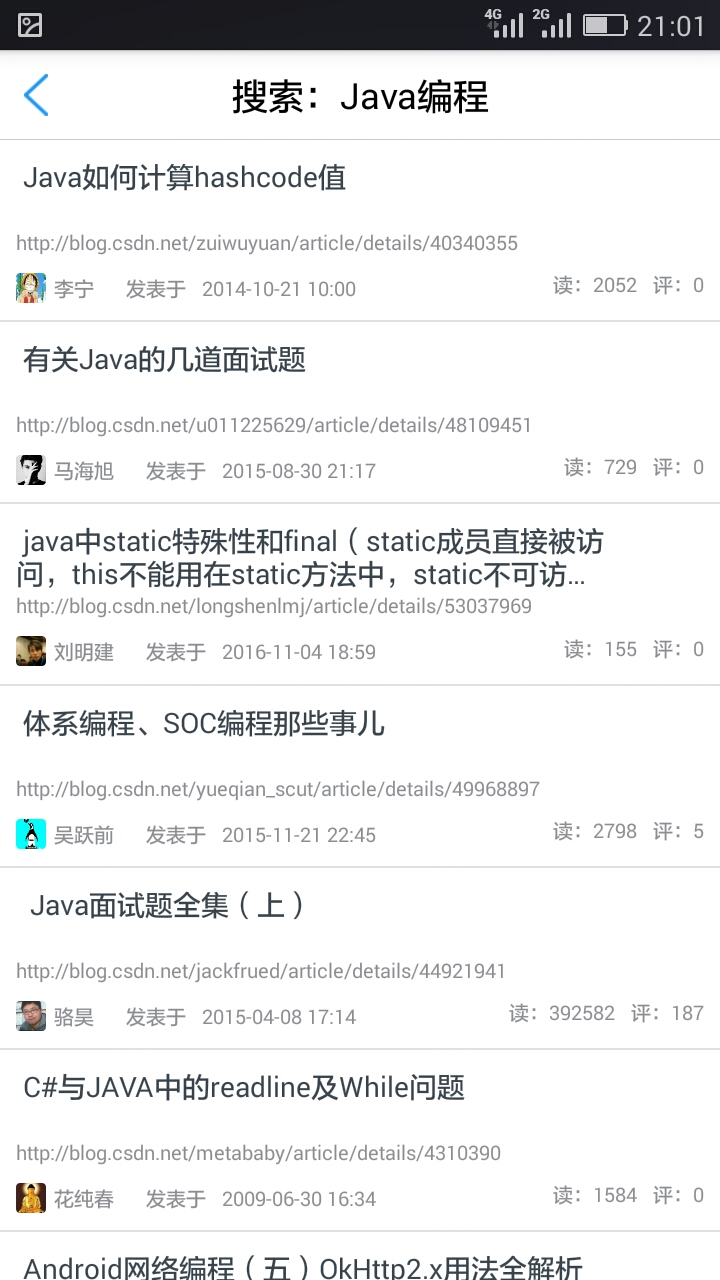 4G 2G 21:01
搜索：Java编程
Java如何计算hashcode值
http://blog.csdn.net/zuiwuyuan/article/details/40340355
李宁 发表于 2014-10-21 10:00 读：2052 评：0
有关Java的几道面试题
http://blog.csdn.net/u011225629/article/details/48109451
马海旭 发表于 2015-08-30 21:17 读：729 评：0
java中static特殊性和final（static成员直接被访
问，this不能用在static方法中，static不可访...
http://blog.csdn.net/longshenlmj/article/details/53037969
刘明建 发表于 2016-11-04 18:59 读：155 评：0
体系编程、SOC编程那些事儿
http://blog.csdn.net/yueqian_scut/article/details/49968897
吴跃前 发表于 2015-11-21 22:45 读：2798 评：5
Java面试题全集（上）
http://blog.csdn.net/jackfrued/article/details/44921941
骆昊 发表于 2015-04-08 17:14 读：392582 评：187
C#与JAVA中的readline及While问题
http://blog.csdn.net/metababy/article/details/4310390
花纯春 发表于 2009-06-30 16:34 读：1584 评：0
Android网络编程（五）OkHttp2.x用法全解析